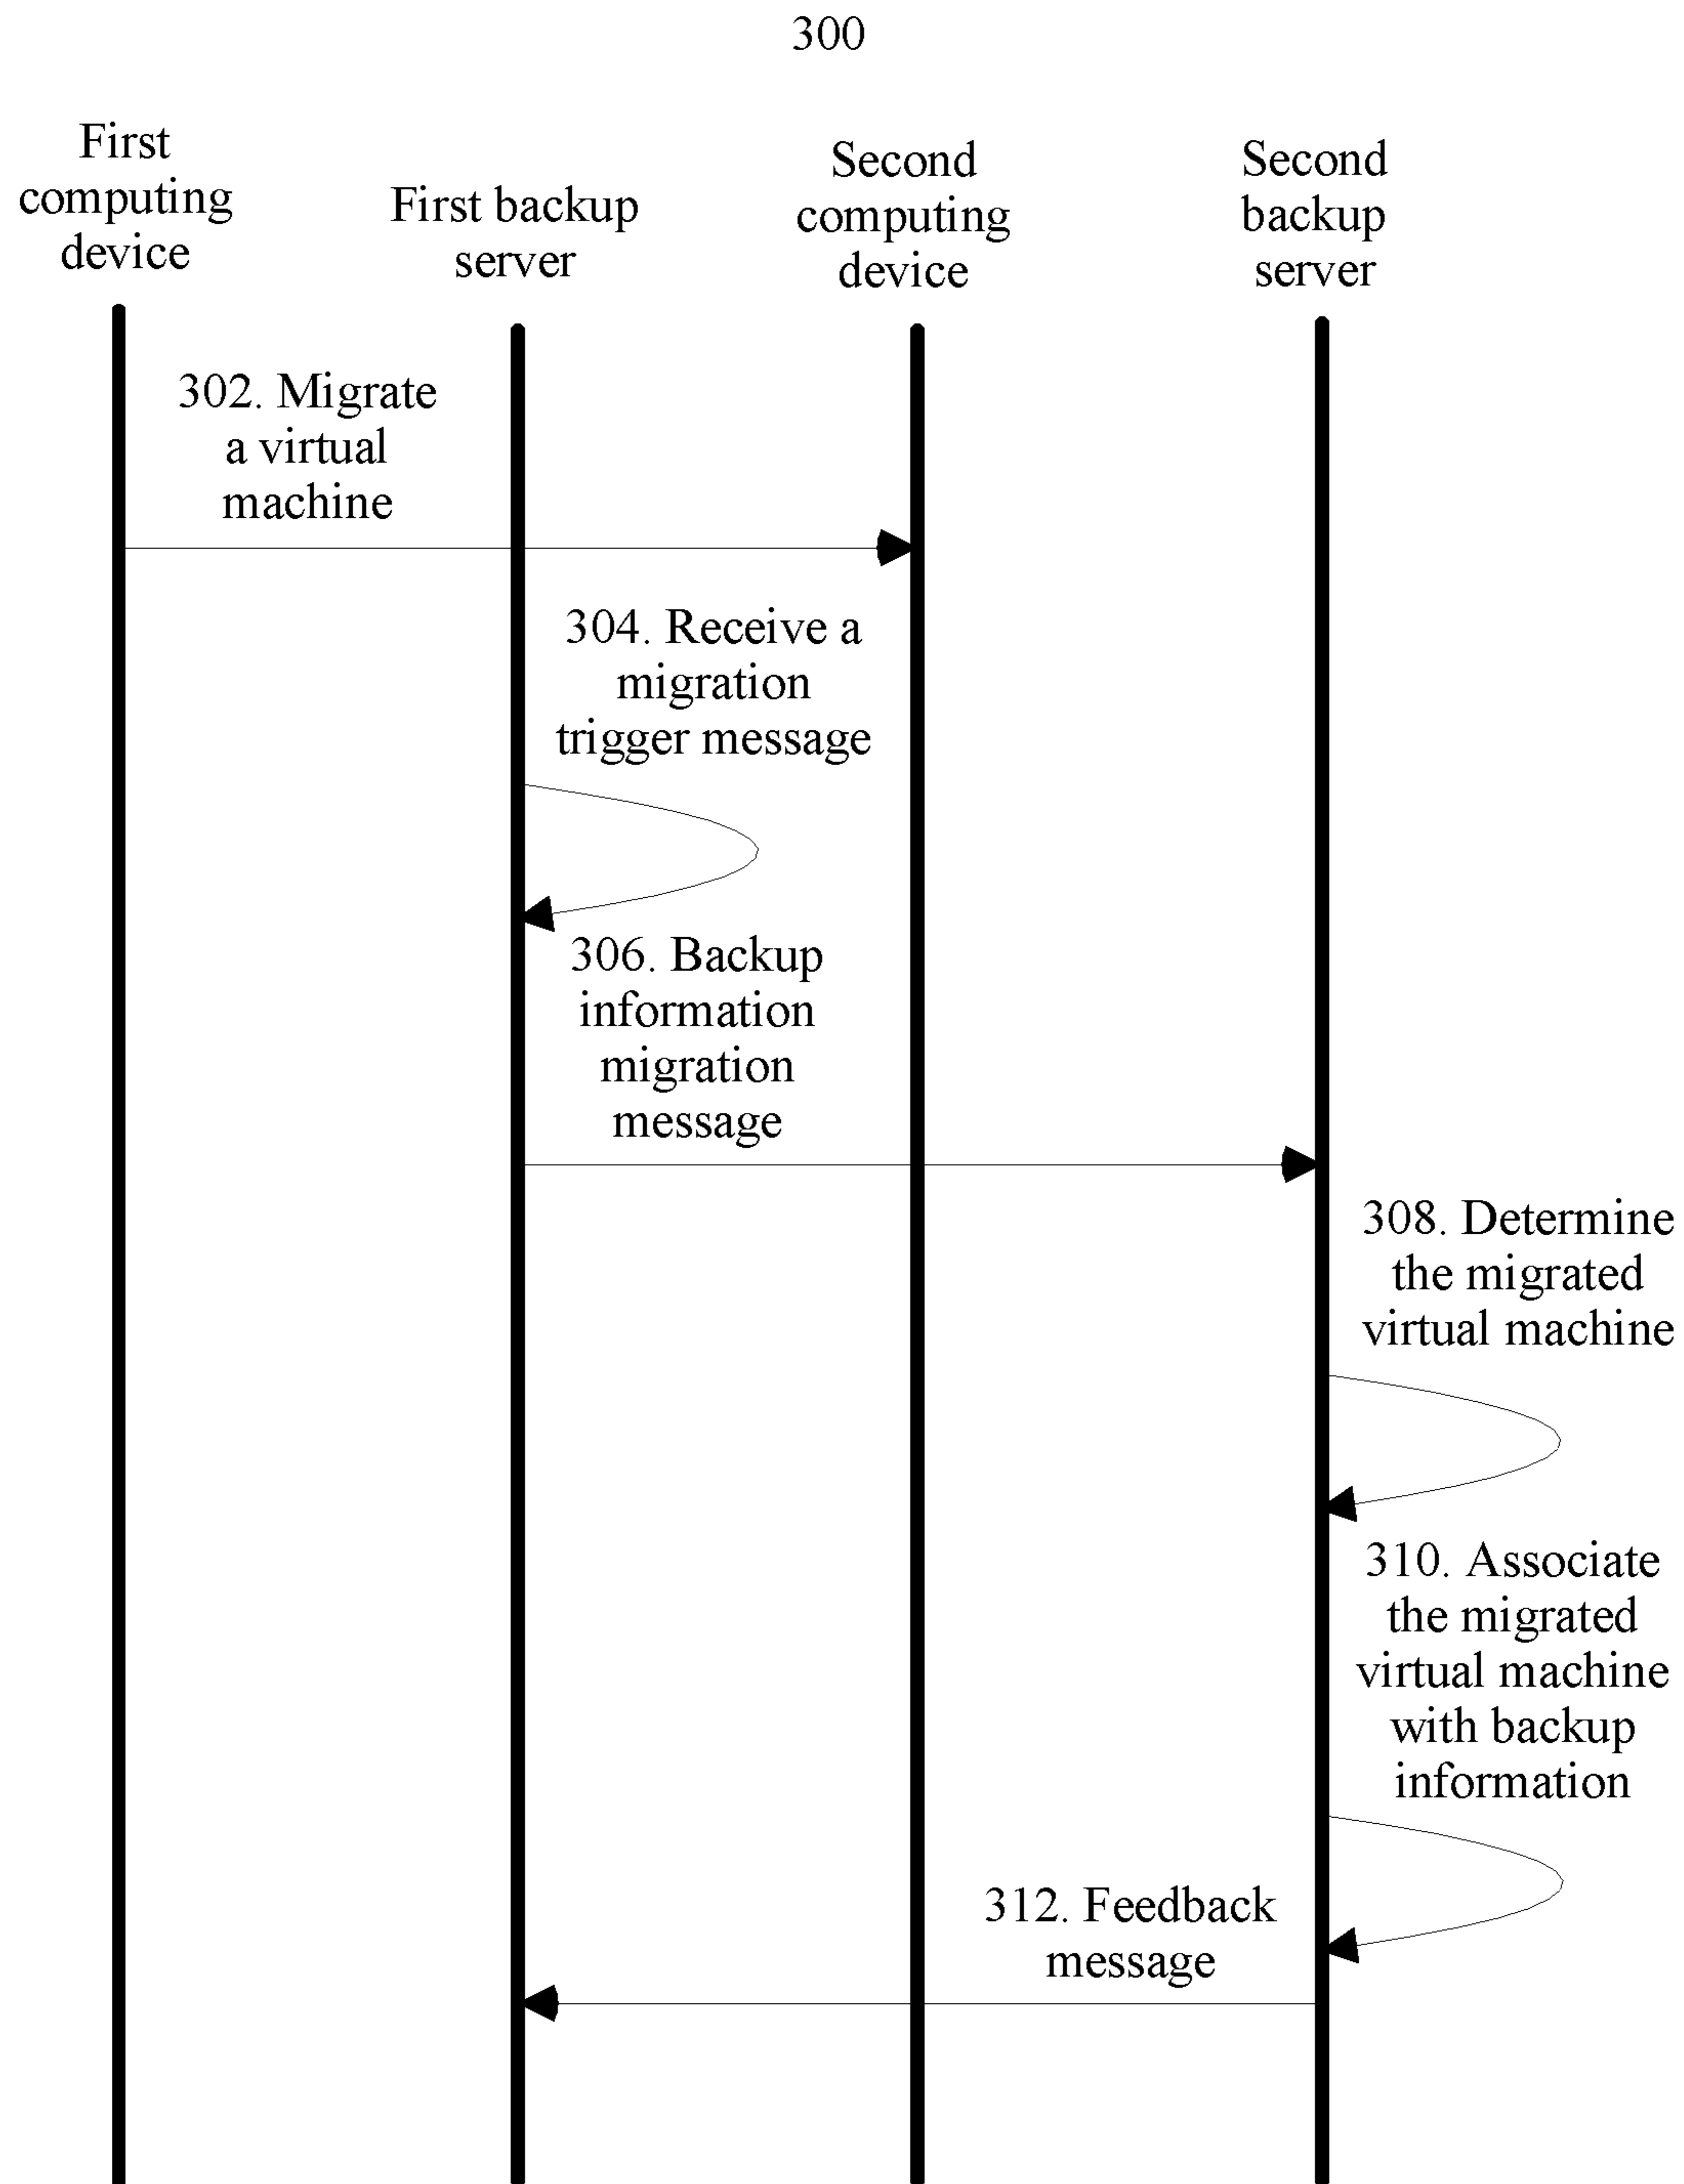 300
First
computing
device
First backup
server
Second
computing
device
Second
backup
server
302. Migrate
a virtual
machine
304. Receive a
migration
trigger message
306. Backup
information
migration
message
308. Determine
the migrated
virtual machine
310. Associate
the migrated
virtual machine
with backup
information
312. Feedback
message